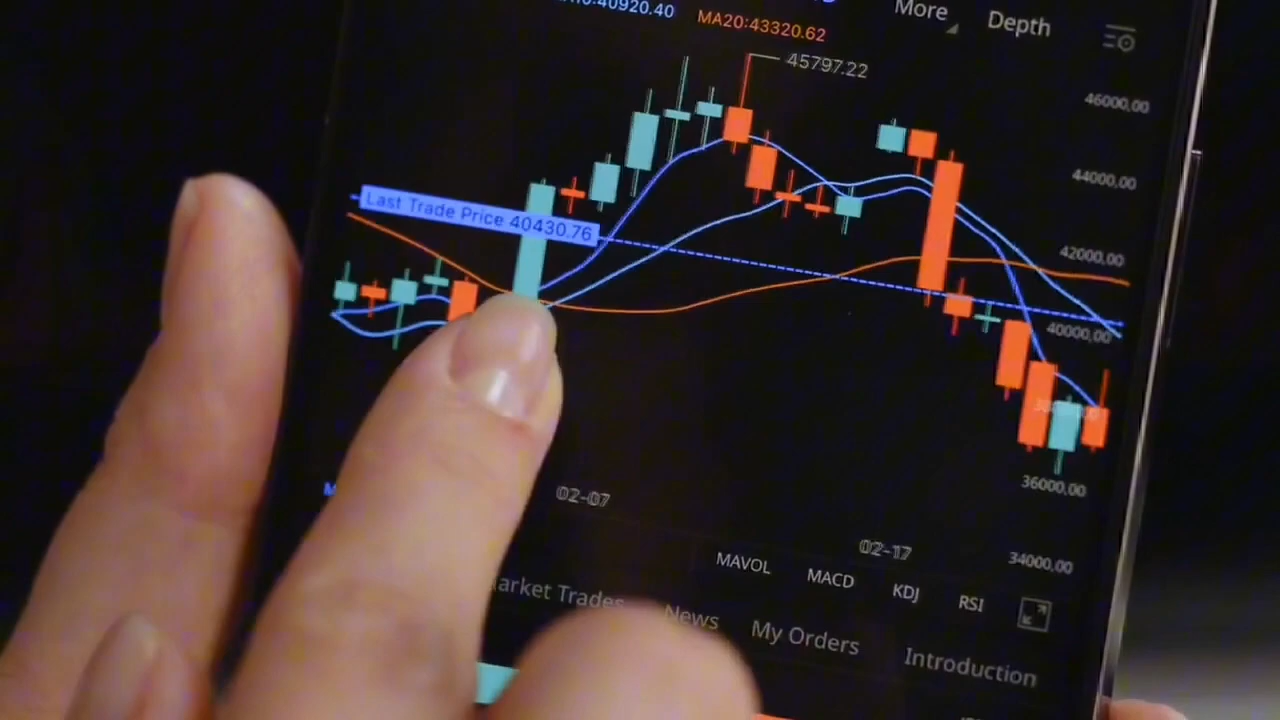 MA20:43320.62
More
Depth
45797.22
46000,00
44000,00
Last Trade Price 40430.76
42000,00
40000,00
36000,00
02-07
02-17
34000,00
MAVOL
MACD
KDJ
RSI
News
My Orders
Introduction